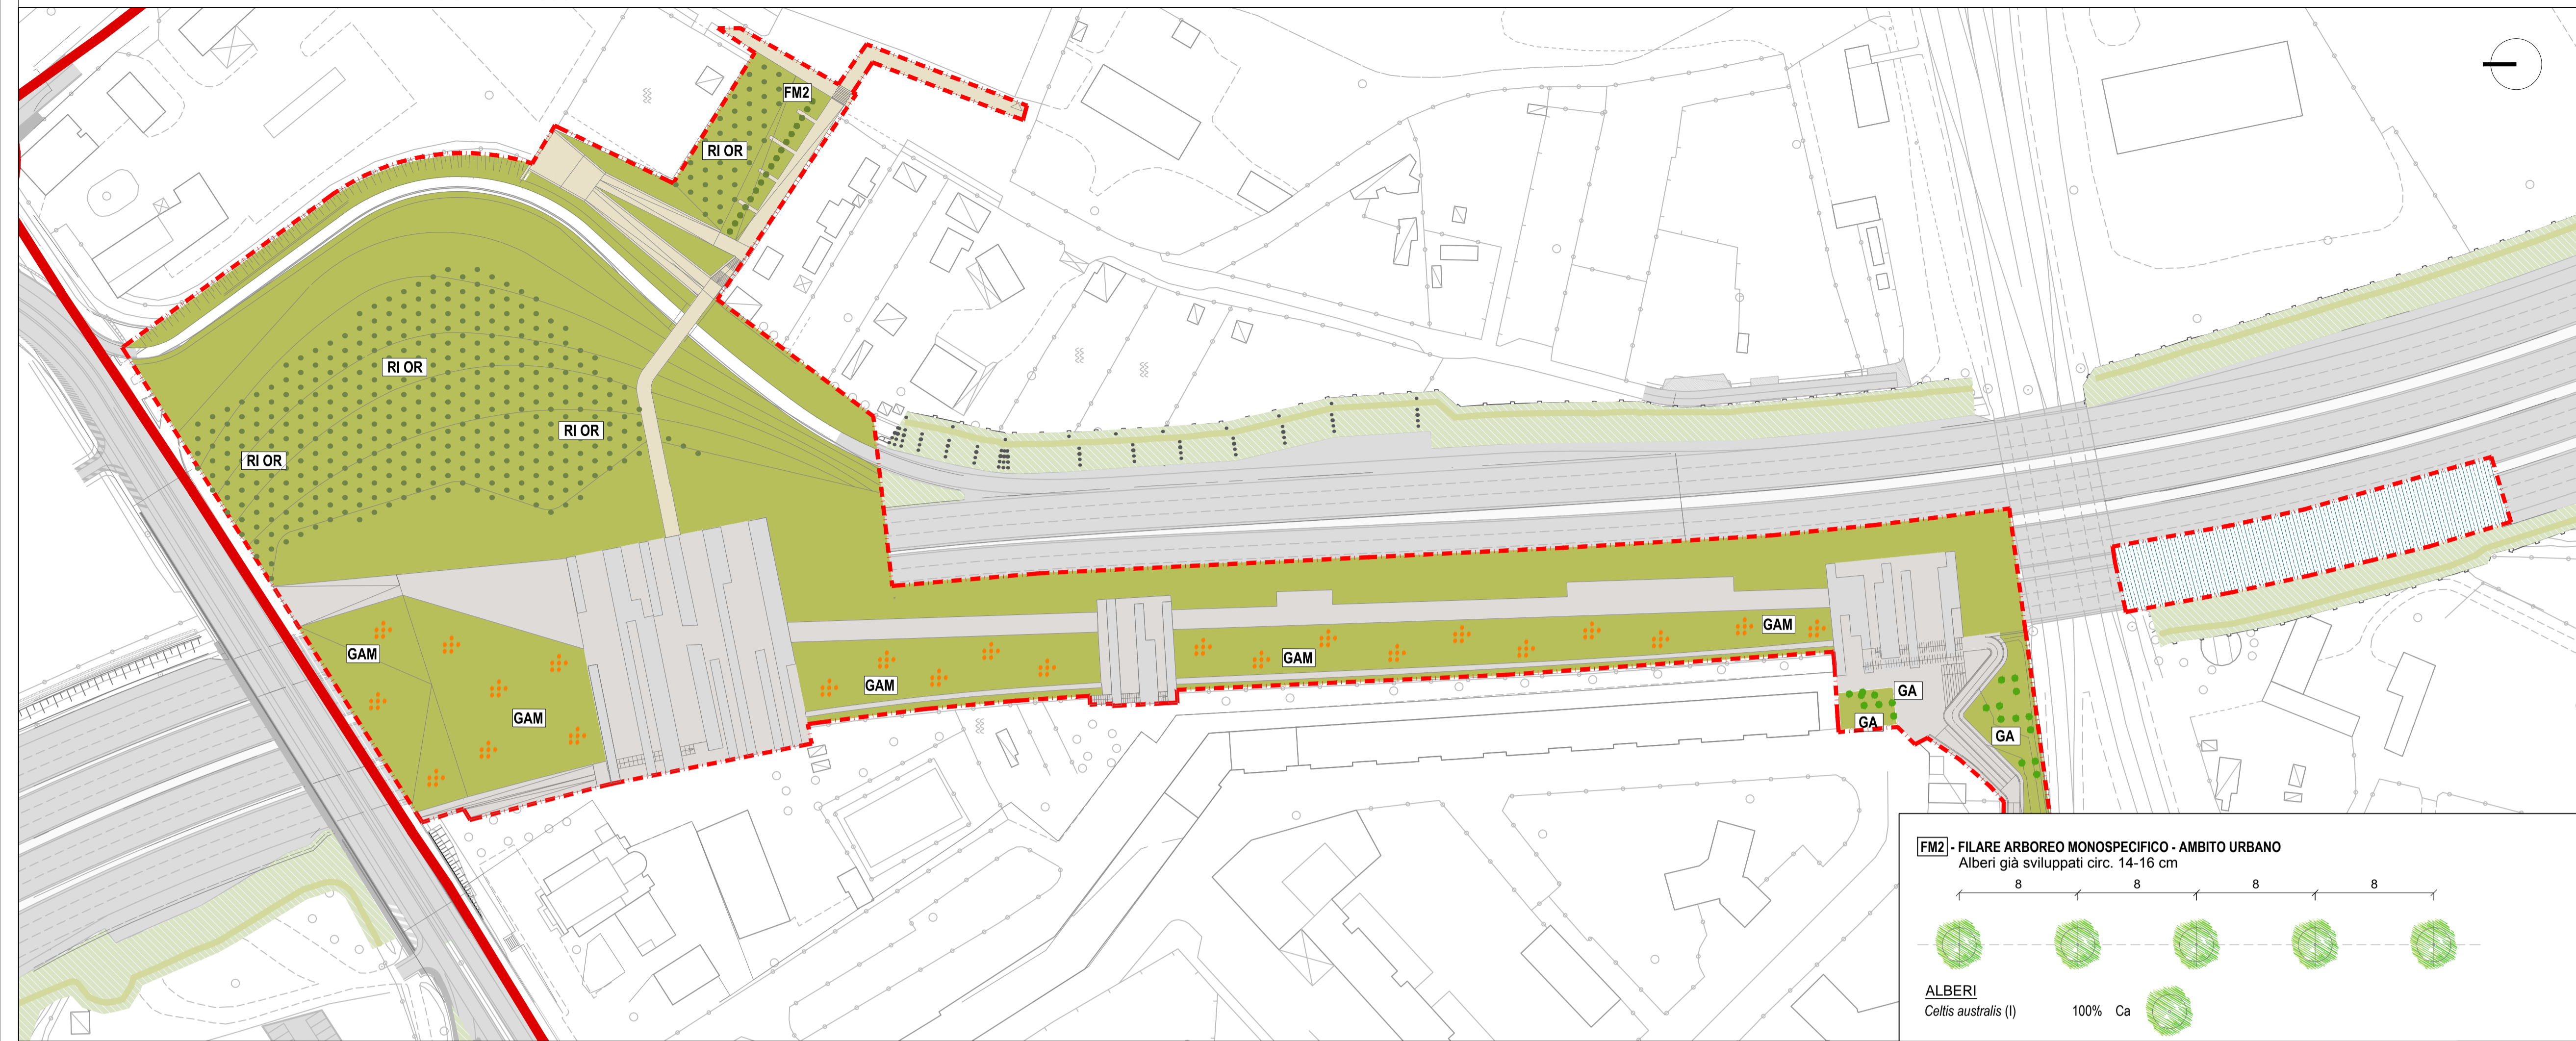 FM2
RI OR
RI OR
RI OR
RI OR
GAM
GAM
GAM
GAM
GAM
GA
GA
GA
FM2 - FILARE ARBOREO MONOSPECIFICO - AMBITO URBANO
Alberi già sviluppati circ. 14-16 cm
8 8 8 8
ALBERI
Celtis australis (I) 100% Ca